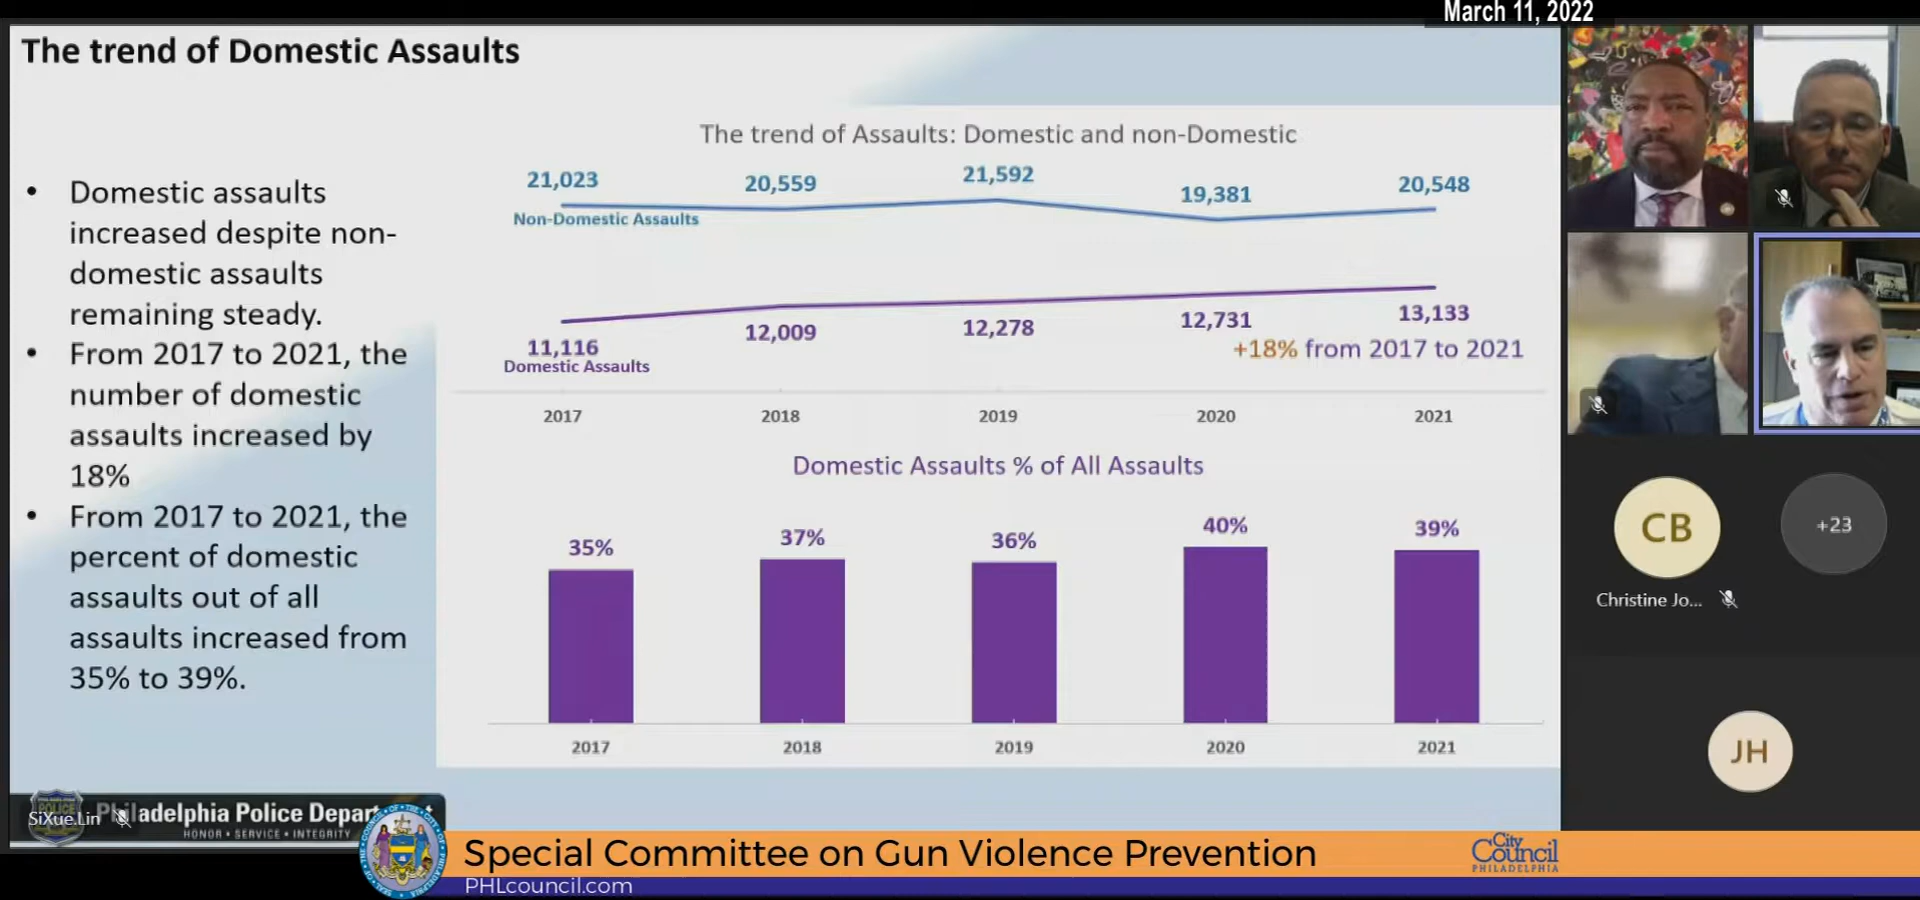 March 11, 2022
The trend of Domestic Assaults
• Domestic assaults
increased despite non-
domestic assaults
remaining steady.
• From 2017 to 2021, the
number of domestic
assaults increased by
18%
• From 2017 to 2021, the
percent of domestic
assaults out of all
assaults increased from
35% to 39%.
The trend of Assaults: Domestic and non-Domestic
21,023 20,559 21,592 19,381 20,548
Non-Domestic Assaults
11,116 12,009 12,278 12,731 13,133
Domestic Assaults
+18% from 2017 to 2021
2017 2018 2019 2020 2021
Domestic Assaults % of All Assaults
35% 37% 36% 40% 39%
2017 2018 2019 2020 2021
CB
+23
Christine Jo...
JH
SiXue.Lin
Philadelphia Police Depar
HONOR • SERVICE • INTEGRITY
Special Committee on Gun Violence Prevention
PHLcouncil.com
City
Council
PHILADELPHIA